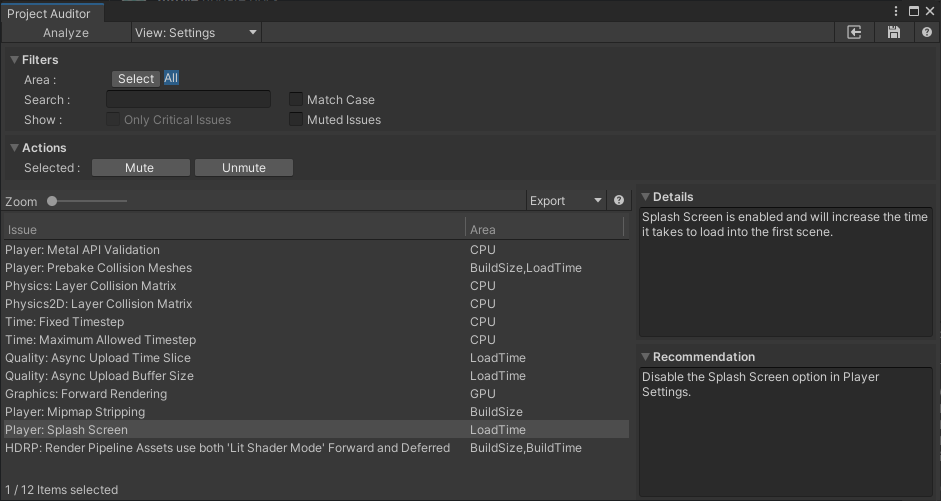 Project Auditor
Analyze
View: Settings
Filters
Area :
Select
All
Search :
Match Case
Show :
Only Critical Issues
Muted Issues
Actions
Selected :
Mute
Unmute
Zoom
Export
Issue
Area
Player: Metal API Validation
CPU
Player: Prebake Collision Meshes
BuildSize,LoadTime
Physics: Layer Collision Matrix
CPU
Physics2D: Layer Collision Matrix
CPU
Time: Fixed Timestep
CPU
Time: Maximum Allowed Timestep
CPU
Quality: Async Upload Time Slice
LoadTime
Quality: Async Upload Buffer Size
LoadTime
Graphics: Forward Rendering
GPU
Player: Mipmap Stripping
BuildSize
Player: Splash Screen
LoadTime
HDRP: Render Pipeline Assets use both 'Lit Shader Mode' Forward and Deferred
BuildSize,BuildTime
1 / 12 Items selected
Details
Splash Screen is enabled and will increase the time
it takes to load into the first scene.
Recommendation
Disable the Splash Screen option in Player
Settings.